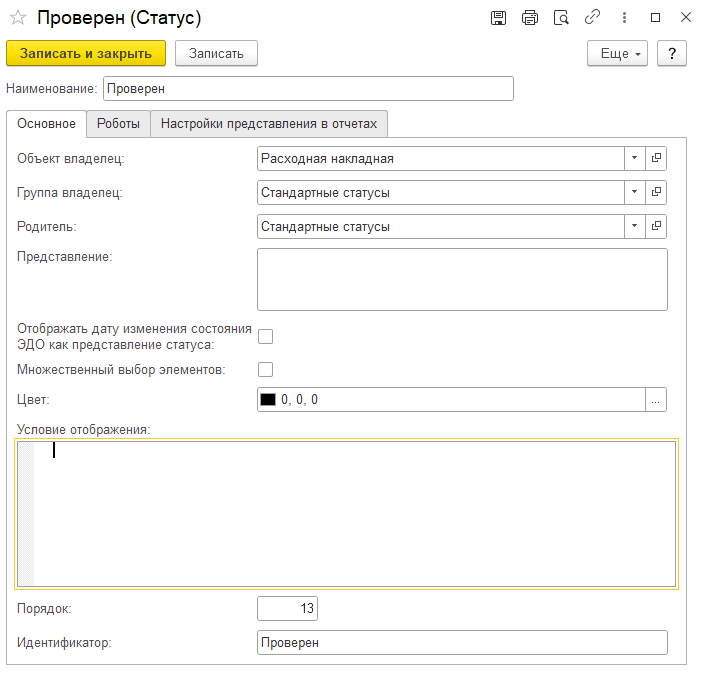 Проверен (Статус)
Записать и закрыть Записать Еще ?
Наименование: Проверен
Основное Роботы Настройки представления в отчетах
Объект владелец: Расходная накладная
Группа владелец: Стандартные статусы
Родитель: Стандартные статусы
Представление:
Отображать дату изменения состояния
ЭДО как представление статуса:
Множественный выбор элементов:
Цвет: 0, 0, 0 ...
Условие отображения:
Порядок: 13
Идентификатор: Проверен